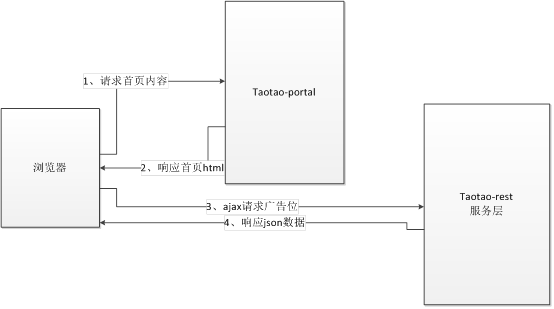 1、请求首页内容
Taotao-portal
浏览器
2、响应首页html
Taotao-rest
服务层
3、ajax请求广告位
4、响应json数据